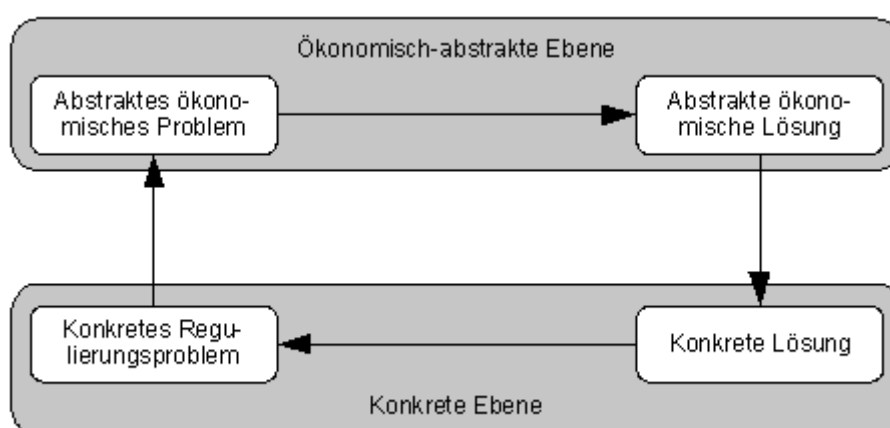 Ökonomisch-abstrakte Ebene
Abstraktes ökono-
misches Problem
Abstrakte ökono-
mische Lösung
Konkretes Regu-
lierungsproblem
Konkrete Lösung
Konkrete Ebene